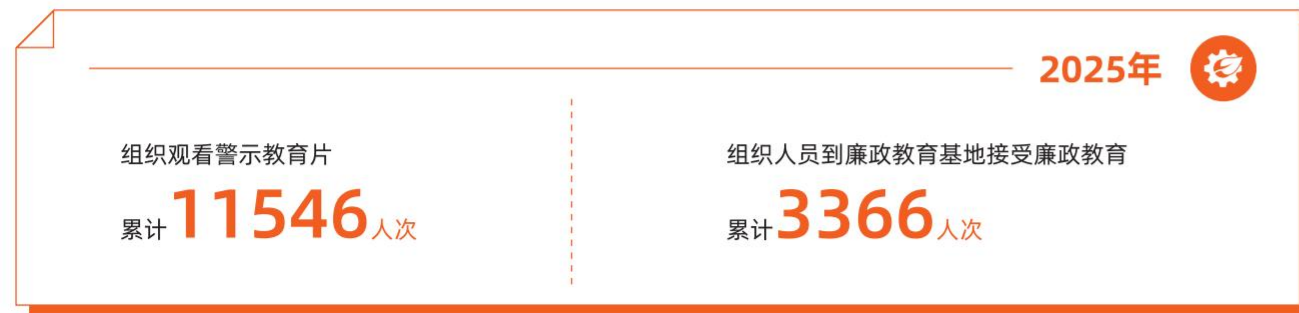 2025年
组织观看警示教育片
累计11546人次
组织人员到廉政教育基地接受廉政教育
累计3366人次